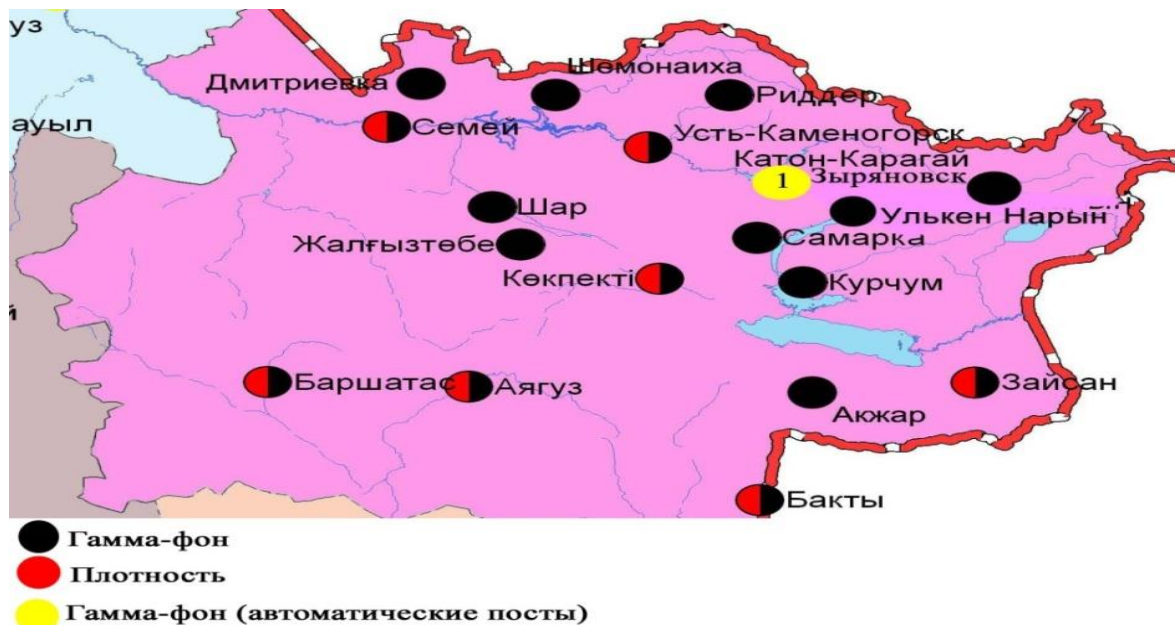 уз
Шемонаиха
Дмитриевка
Риддер
ауыл
Семей
Усть-Каменогорск
Катон-Карагай
1 Зыряновск
Шар
Улькен Нарын
Жалғызтөбе
Самарка
Көкпекті
Курчум
й
Баршатас
Аягуз
Зайсан
Акжар
Бакты
Гамма-фон
Плотность
Гамма-фон (автоматические посты)